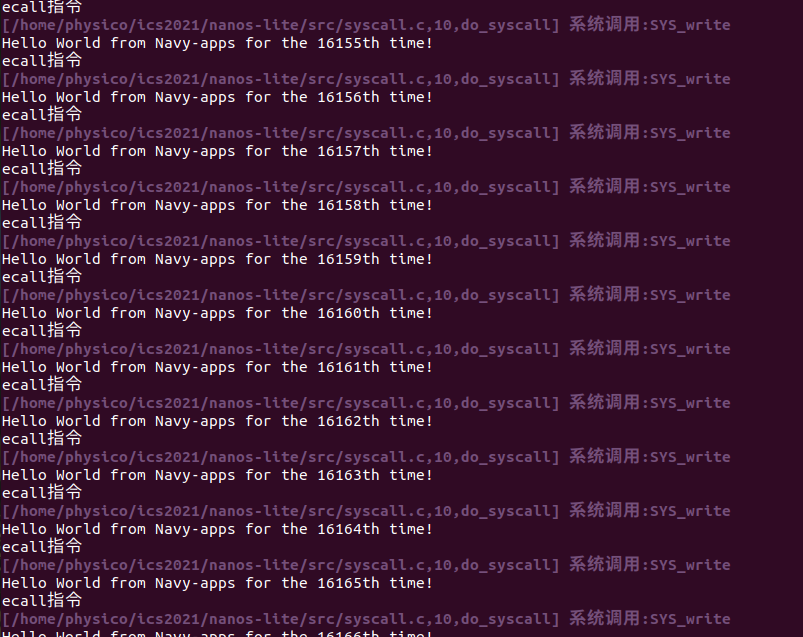 ecall指令
[/home/physico/ics2021/nanos-lite/src/syscall.c,10,do_syscall] 系统调用:SYS_write
Hello World from Navy-apps for the 16155th time!
ecall指令
[/home/physico/ics2021/nanos-lite/src/syscall.c,10,do_syscall] 系统调用:SYS_write
Hello World from Navy-apps for the 16156th time!
ecall指令
[/home/physico/ics2021/nanos-lite/src/syscall.c,10,do_syscall] 系统调用:SYS_write
Hello World from Navy-apps for the 16157th time!
ecall指令
[/home/physico/ics2021/nanos-lite/src/syscall.c,10,do_syscall] 系统调用:SYS_write
Hello World from Navy-apps for the 16158th time!
ecall指令
[/home/physico/ics2021/nanos-lite/src/syscall.c,10,do_syscall] 系统调用:SYS_write
Hello World from Navy-apps for the 16159th time!
ecall指令
[/home/physico/ics2021/nanos-lite/src/syscall.c,10,do_syscall] 系统调用:SYS_write
Hello World from Navy-apps for the 16160th time!
ecall指令
[/home/physico/ics2021/nanos-lite/src/syscall.c,10,do_syscall] 系统调用:SYS_write
Hello World from Navy-apps for the 16161th time!
ecall指令
[/home/physico/ics2021/nanos-lite/src/syscall.c,10,do_syscall] 系统调用:SYS_write
Hello World from Navy-apps for the 16162th time!
ecall指令
[/home/physico/ics2021/nanos-lite/src/syscall.c,10,do_syscall] 系统调用:SYS_write
Hello World from Navy-apps for the 16163th time!
ecall指令
[/home/physico/ics2021/nanos-lite/src/syscall.c,10,do_syscall] 系统调用:SYS_write
Hello World from Navy-apps for the 16164th time!
ecall指令
[/home/physico/ics2021/nanos-lite/src/syscall.c,10,do_syscall] 系统调用:SYS_write
Hello World from Navy-apps for the 16165th time!
ecall指令
[/home/physico/ics2021/nanos-lite/src/syscall.c,10,do_syscall] 系统调用:SYS_write
Hello World from Navy-apps for the 16166th time!